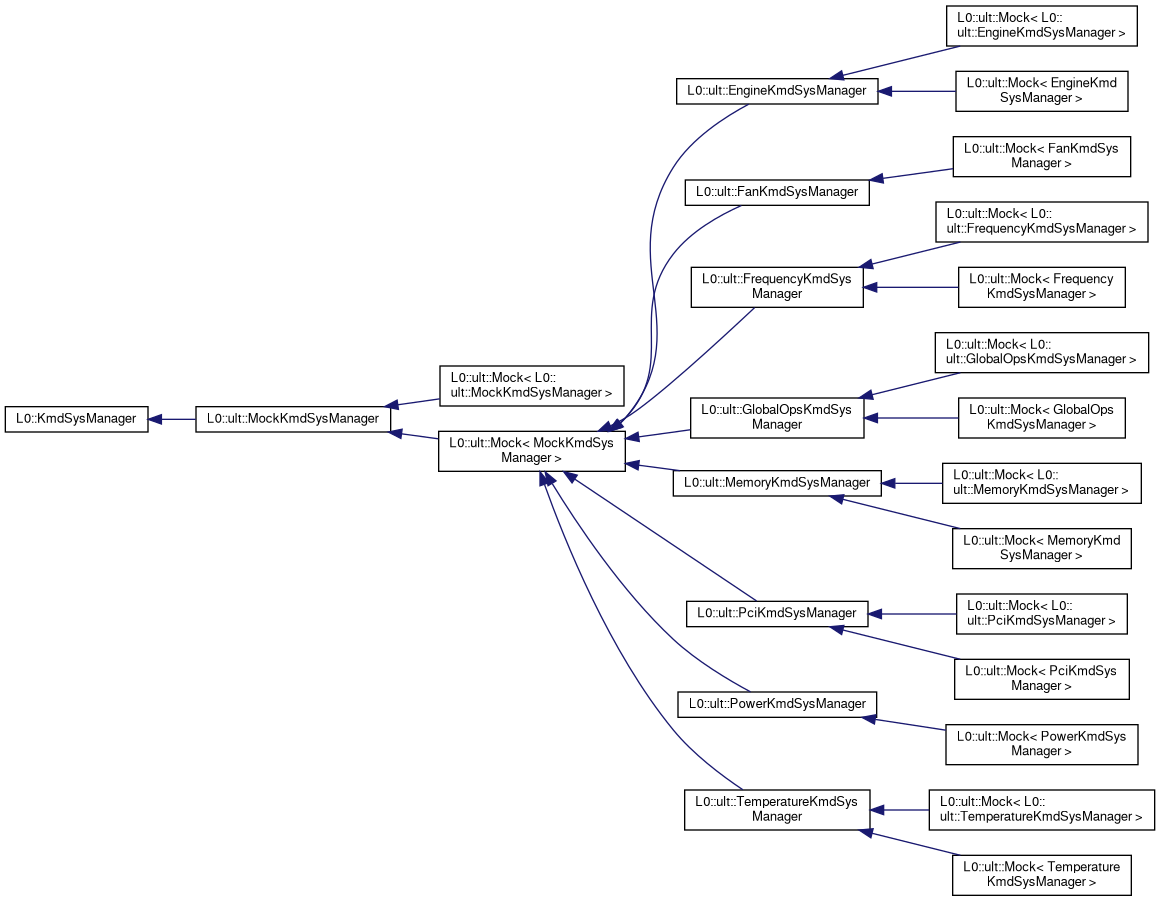 L0::KmdSysManager
L0::ult::MockKmdSysManager
L0::ult::Mock< L0::
ult::MockKmdSysManager >
L0::ult::Mock< MockKmdSys
Manager >
L0::ult::EngineKmdSysManager
L0::ult::FanKmdSysManager
L0::ult::FrequencyKmdSys
Manager
L0::ult::GlobalOpsKmdSys
Manager
L0::ult::MemoryKmdSysManager
L0::ult::PciKmdSysManager
L0::ult::PowerKmdSysManager
L0::ult::TemperatureKmdSys
Manager
L0::ult::Mock< L0::
ult::EngineKmdSysManager >
L0::ult::Mock< EngineKmd
SysManager >
L0::ult::Mock< FanKmdSys
Manager >
L0::ult::Mock< L0::
ult::FrequencyKmdSysManager >
L0::ult::Mock< Frequency
KmdSysManager >
L0::ult::Mock< L0::
ult::GlobalOpsKmdSysManager >
L0::ult::Mock< GlobalOps
KmdSysManager >
L0::ult::Mock< L0::
ult::MemoryKmdSysManager >
L0::ult::Mock< MemoryKmd
SysManager >
L0::ult::Mock< L0::
ult::PciKmdSysManager >
L0::ult::Mock< PciKmdSys
Manager >
L0::ult::Mock< PowerKmdSys
Manager >
L0::ult::Mock< L0::
ult::TemperatureKmdSysManager >
L0::ult::Mock< Temperature
KmdSysManager >